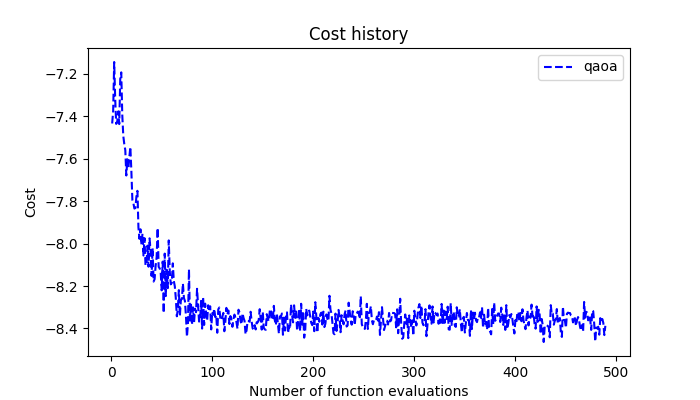 Cost history
qaoa
−7.2
−7.4
−7.6
−7.8
−8.0
−8.2
−8.4
Cost
0 100 200 300 400 500
Number of function evaluations